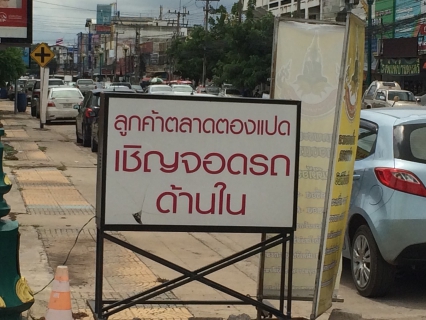 ลูกค้าตลาดตองแปด
เชิญจอดรถ
ด้านใน